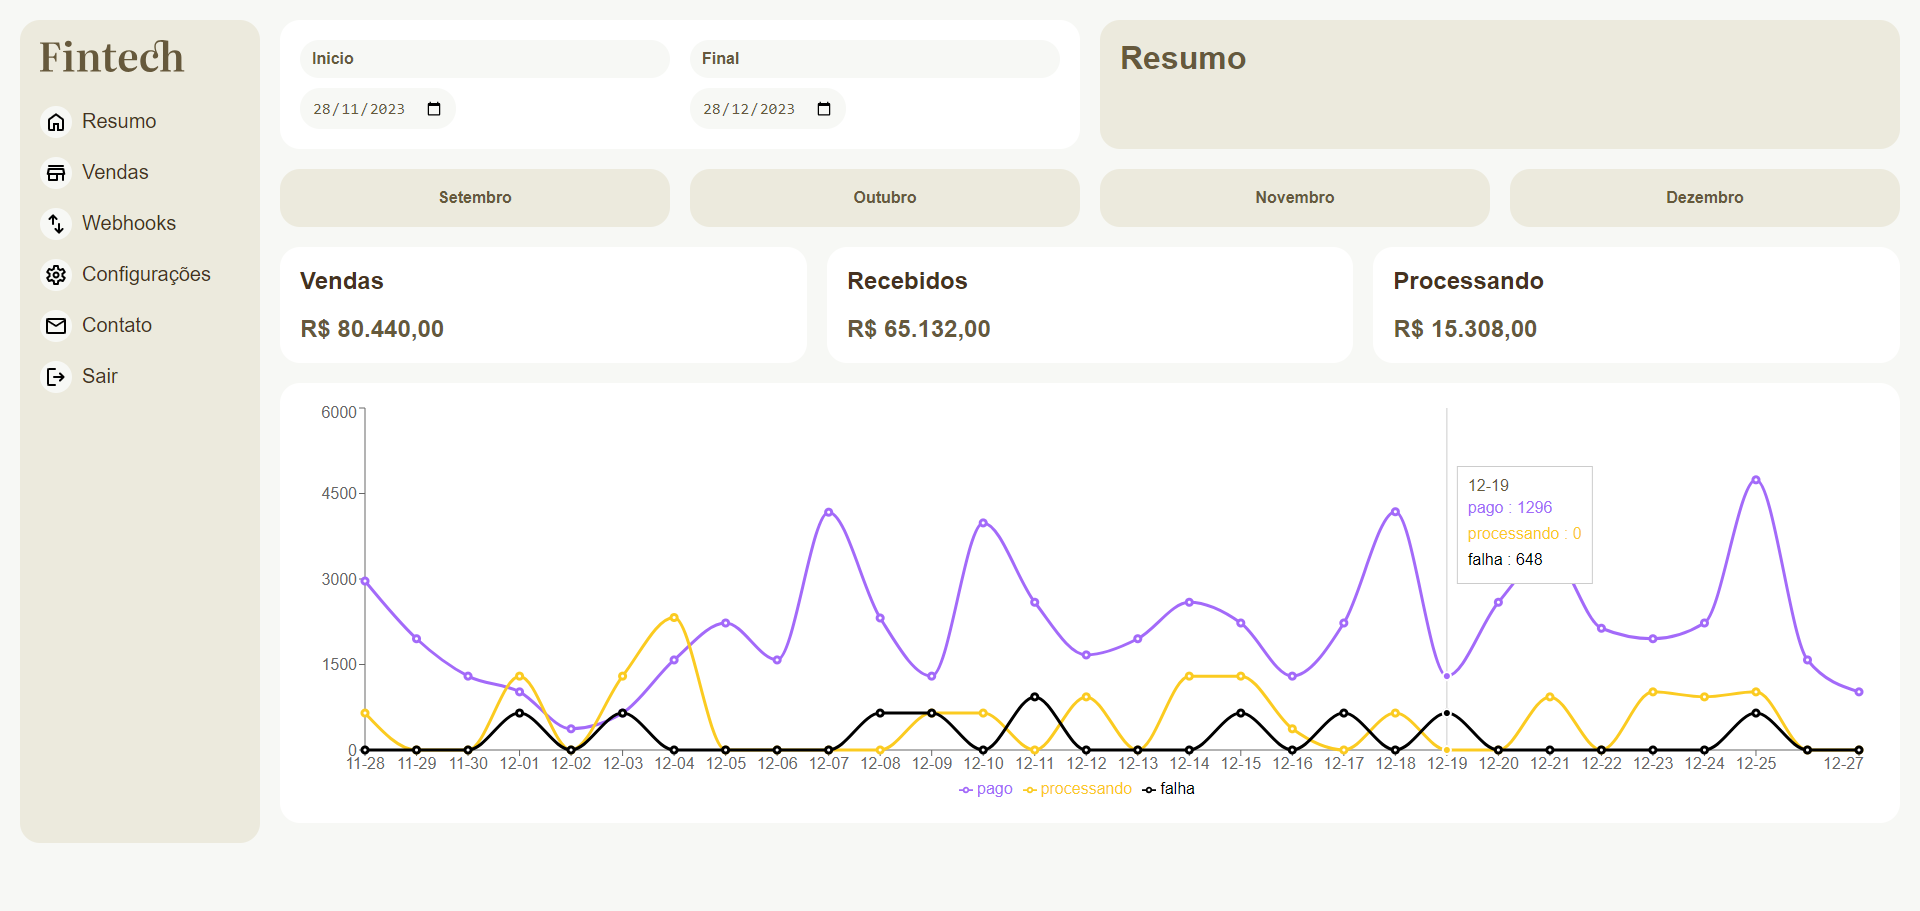 Fintech
Resumo
Vendas
Webhooks
Configurações
Contato
Sair
Inicio
28/11/2023
Final
28/12/2023
Resumo
Setembro
Outubro
Novembro
Dezembro
Vendas
R$ 80.440,00
Recebidos
R$ 65.132,00
Processando
R$ 15.308,00
6000
4500
3000
1500
0
12-19
pago : 1296
processando : 0
falha : 648
11-28 11-29 11-30 12-01 12-02 12-03 12-04 12-05 12-06 12-07 12-08 12-09 12-10 12-11 12-12 12-13 12-14 12-15 12-16 12-17 12-18 12-19 12-20 12-21 12-22 12-23 12-24 12-25 12-27
pago processando falha